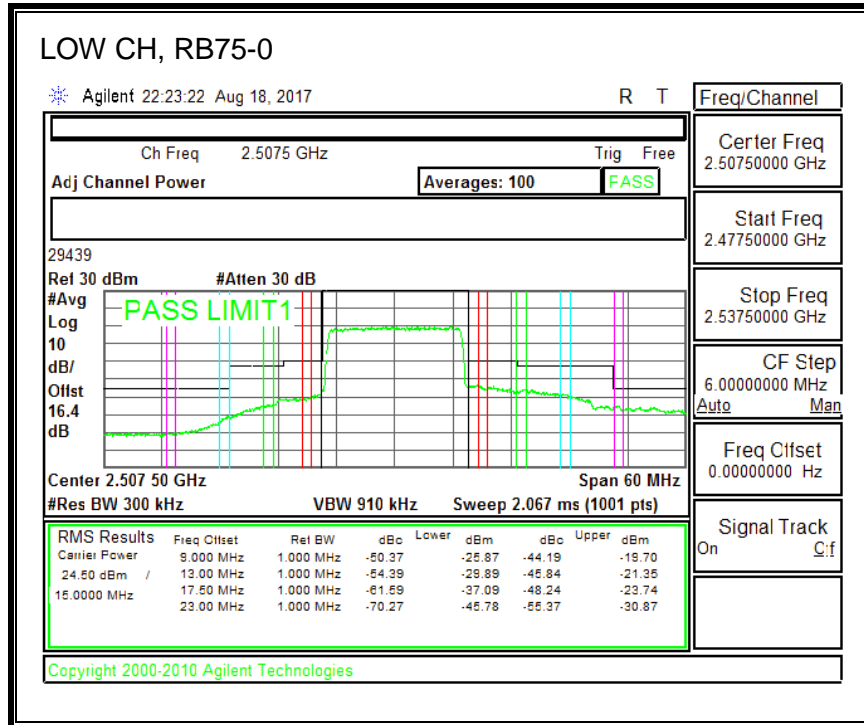 LOW CH, RB75-0
Agilent 22:23:22 Aug 18, 2017 R T
Freq/Channel
Ch Freq 2.5075 GHz Trig Free
Adj Channel Power Averages: 100 PASS
Center Freq
2.50750000 GHz
Start Freq
2.47750000 GHz
Stop Freq
2.53750000 GHz
CF Step
6.00000000 MHz
Auto Man
Freq Offset
0.00000000 Hz
Signal Track
On Off
29439
Ref 30 dBm #Atten 30 dB
#Avg
Log
10
dB/
Offst
16.4
dB
PASS LIMIT1
Center 2.507 50 GHz Span 60 MHz
#Res BW 300 kHz VBW 910 kHz Sweep 2.067 ms (1001 pts)
RMS Results Freq Offset Ref BW dBc Lower dBm dBc Upper dBm
Carrier Power 9.000 MHz 1.000 MHz -50.37 -25.87 -44.19 -19.70
24.50 dBm / 13.00 MHz 1.000 MHz -54.39 -29.89 -45.84 -21.35
15.0000 MHz 17.50 MHz 1.000 MHz -61.59 -37.09 -48.24 -23.74
23.00 MHz 1.000 MHz -70.27 -45.78 -55.37 -30.87
Copyright 2000-2010 Agilent Technologies